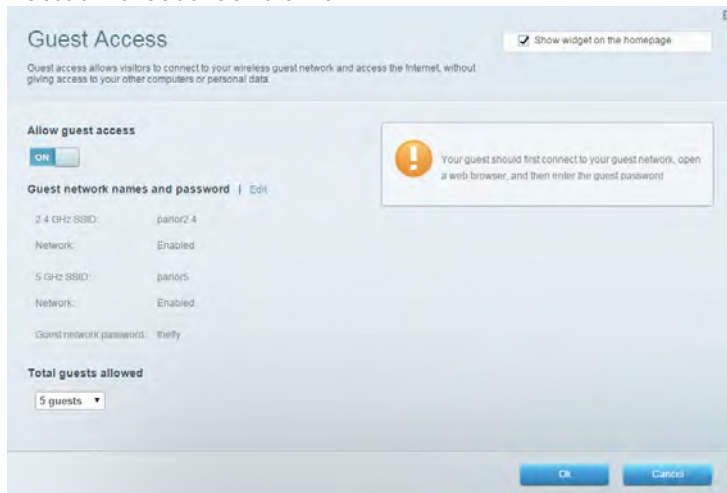 Guest Access
Show widget on the homepage
Guest access allows visitors to connect to your wireless guest network and access the Internet, without
giving access to your other computers or personal data
Allow guest access
ON
Your guest should first connect to your guest network, open
a web browser, and then enter the guest password
Guest network names and password | Edit
2.4 GHz SSID: parlor2.4
Network: Enabled
5 GHz SSID: parlor5
Network: Enabled
Guest network password: thefly
Total guests allowed
5 guests
Ok Cancel